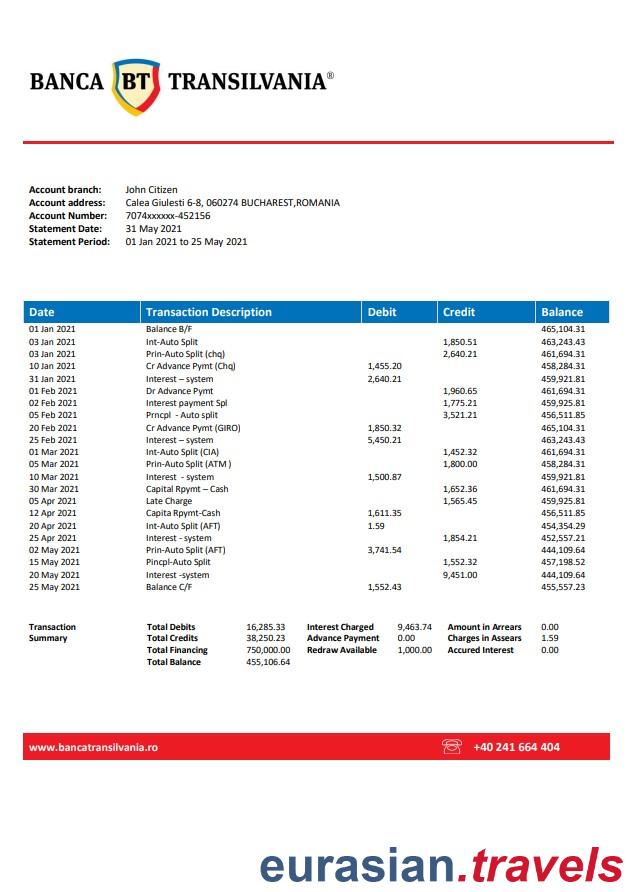 BANCA BT TRANSILVANIA®
Account branch: John Citizen
Account address: Calea Giulesti 6-8, 060274 BUCHAREST,ROMANIA
Account Number: 7074xxxxxx-452156
Statement Date: 31 May 2021
Statement Period: 01 Jan 2021 to 25 May 2021
Date Transaction Description Debit Credit Balance
01 Jan 2021 Balance B/F 465,104.31
03 Jan 2021 Int-Auto Split 1,850.51 463,243.43
03 Jan 2021 Prin-Auto Split (chq) 2,640.21 461,694.31
10 Jan 2021 Cr Advance Pymt (Chq) 1,455.20 458,284.31
31 Jan 2021 Interest – system 2,640.21 459,921.81
01 Feb 2021 Dr Advance Pymt 1,960.65 461,694.31
02 Feb 2021 Interest payment Spl 1,775.21 459,925.81
05 Feb 2021 Prncpl - Auto split 3,521.21 456,511.85
20 Feb 2021 Cr Advance Pymt (GIRO) 1,850.32 465,104.31
25 Feb 2021 Interest – system 5,450.21 463,243.43
01 Mar 2021 Int-Auto Split (CIA) 1,452.32 461,694.31
05 Mar 2021 Prin-Auto Split (ATM ) 1,800.00 458,284.31
10 Mar 2021 Interest - system 1,500.87 459,921.81
30 Mar 2021 Capital Rpymt – Cash 1,652.36 461,694.31
05 Apr 2021 Late Charge 1,565.45 459,925.81
12 Apr 2021 Capita Rpymt-Cash 1,611.35 456,511.85
20 Apr 2021 Int-Auto Split (AFT) 1.59 454,354.29
25 Apr 2021 Interest - system 1,854.21 452,557.21
02 May 2021 Prin-Auto Split (AFT) 3,741.54 444,109.64
15 May 2021 Pincpl-Auto Split 1,552.32 457,198.52
20 May 2021 Interest -system 9,451.00 444,109.64
25 May 2021 Balance C/F 1,552.43 455,557.23
Transaction Total Debits 16,285.33 Interest Charged 9,463.74 Amount in Arrears 0.00
Summary Total Credits 38,250.23 Advance Payment 0.00 Charges in Assears 1.59
Total Financing 750,000.00 Redraw Available 1,000.00 Accured Interest 0.00
Total Balance 455,106.64
www.bancatransilvania.ro +40 241 664 404
eurasian.travels